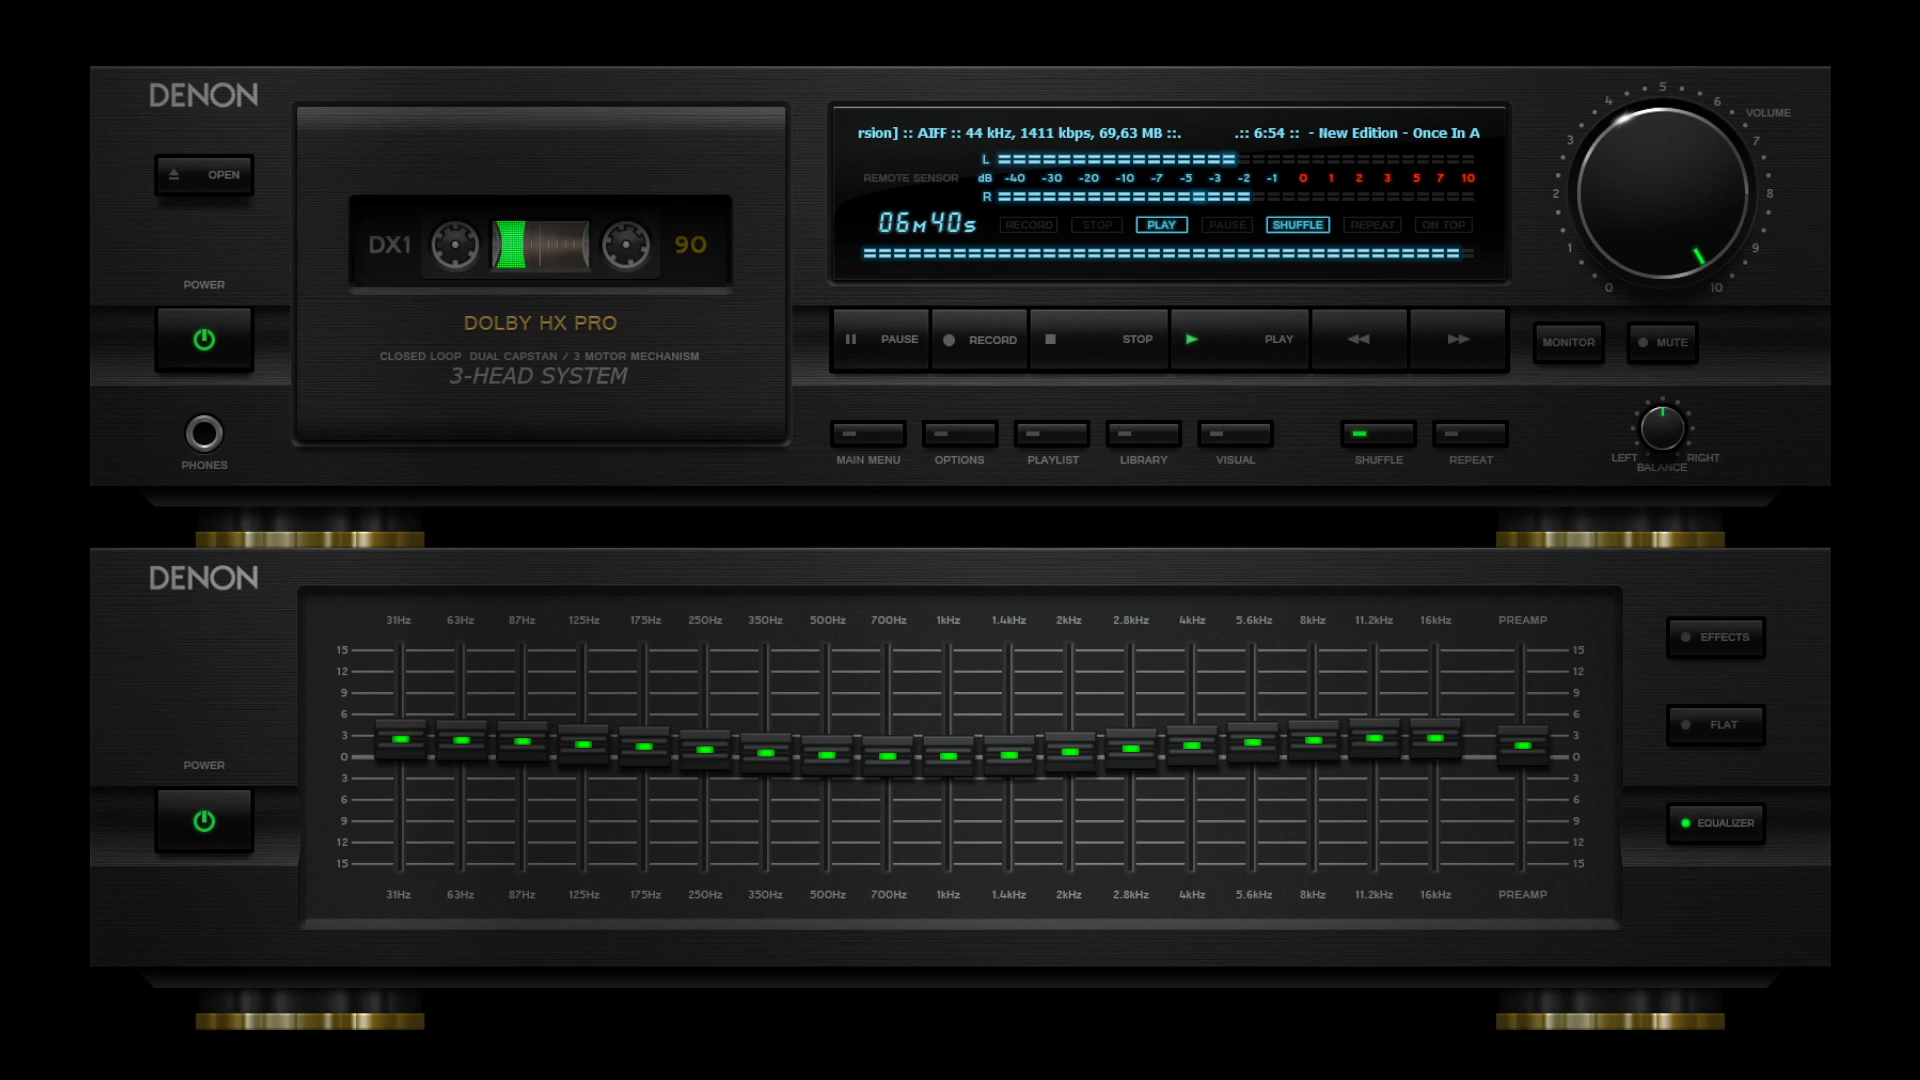 DENON
OPEN
POWER
PHONES
DX1
90
DOLBY HX PRO
CLOSED LOOP DUAL CAPSTAN / 3 MOTOR MECHANISM
3-HEAD SYSTEM
rsion] :: AIFF :: 44 kHz, 1411 kbps, 69,63 MB ::. .:: 6:54 :: - New Edition - Once In A
L
REMOTE SENSOR dB -40 -30 -20 -10 -7 -5 -3 -2 -1 0 1 2 3 5 7 10
R
06M40S RECORD STOP PLAY PAUSE SHUFFLE REPEAT ON TOP
PAUSE RECORD STOP PLAY
MAIN MENU OPTIONS PLAYLIST LIBRARY VISUAL SHUFFLE REPEAT
VOLUME
0 1 2 3 4 5 6 7 8 9 10
MONITOR MUTE
LEFT RIGHT
BALANCE
DENON
POWER
31Hz 63Hz 87Hz 125Hz 175Hz 250Hz 350Hz 500Hz 700Hz 1kHz 1.4kHz 2kHz 2.8kHz 4kHz 5.6kHz 8kHz 11.2kHz 16kHz PREAMP
15 15
12 12
9 9
6 6
3 3
0 0
3 3
6 6
9 9
12 12
15 15
31Hz 63Hz 87Hz 125Hz 175Hz 250Hz 350Hz 500Hz 700Hz 1kHz 1.4kHz 2kHz 2.8kHz 4kHz 5.6kHz 8kHz 11.2kHz 16kHz PREAMP
EFFECTS
FLAT
EQUALIZER